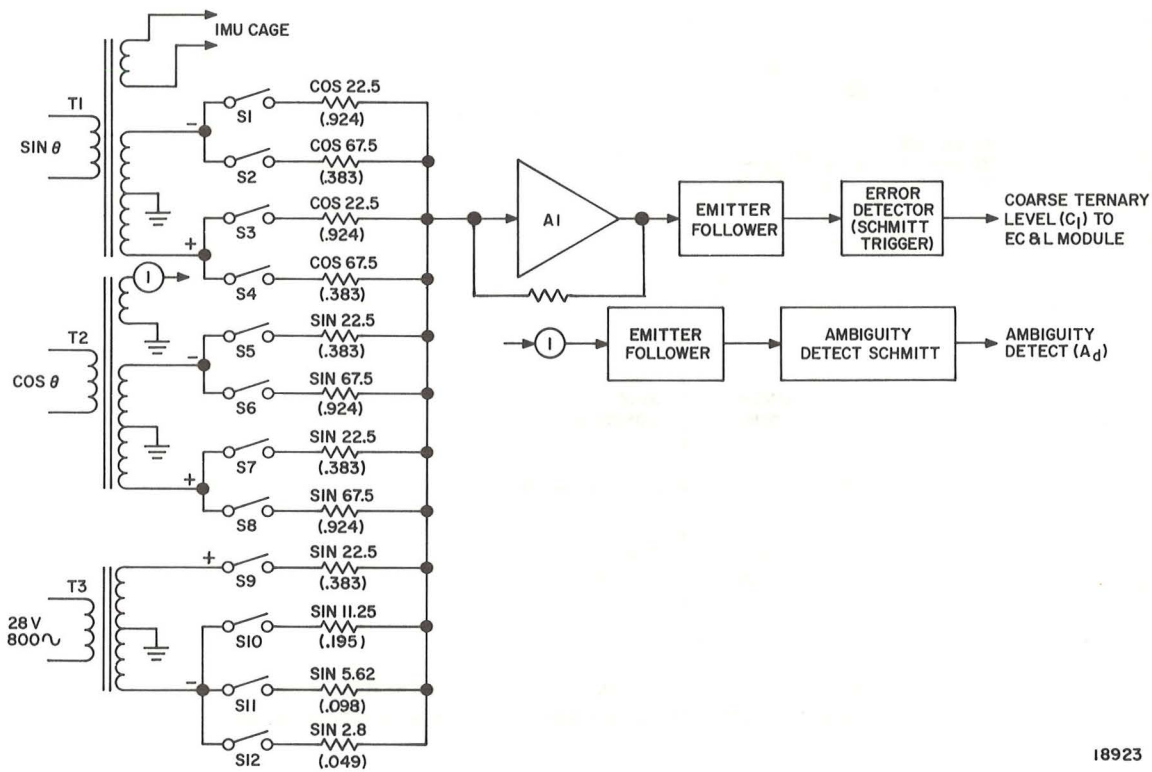 IMU CAGE
T1
SIN θ
-
S1
COS 22.5
(.924)
S2
COS 67.5
(.383)
+
S3
COS 22.5
(.924)
S4
COS 67.5
(.383)
1
T2
COS θ
-
S5
SIN 22.5
(.383)
S6
SIN 67.5
(.924)
+
S7
SIN 22.5
(.383)
S8
SIN 67.5
(.924)
T3
28 V
800~
+
S9
SIN 22.5
(.383)
-
S10
SIN 11.25
(.195)
S11
SIN 5.62
(.098)
S12
SIN 2.8
(.049)
A1
EMITTER
FOLLOWER
ERROR
DETECTOR
(SCHMITT
TRIGGER)
COARSE TERNARY
LEVEL (C1) TO
EC & L MODULE
1
EMITTER
FOLLOWER
AMBIGUITY
DETECT SCHMITT
AMBIGUITY
DETECT (Ad)
18923